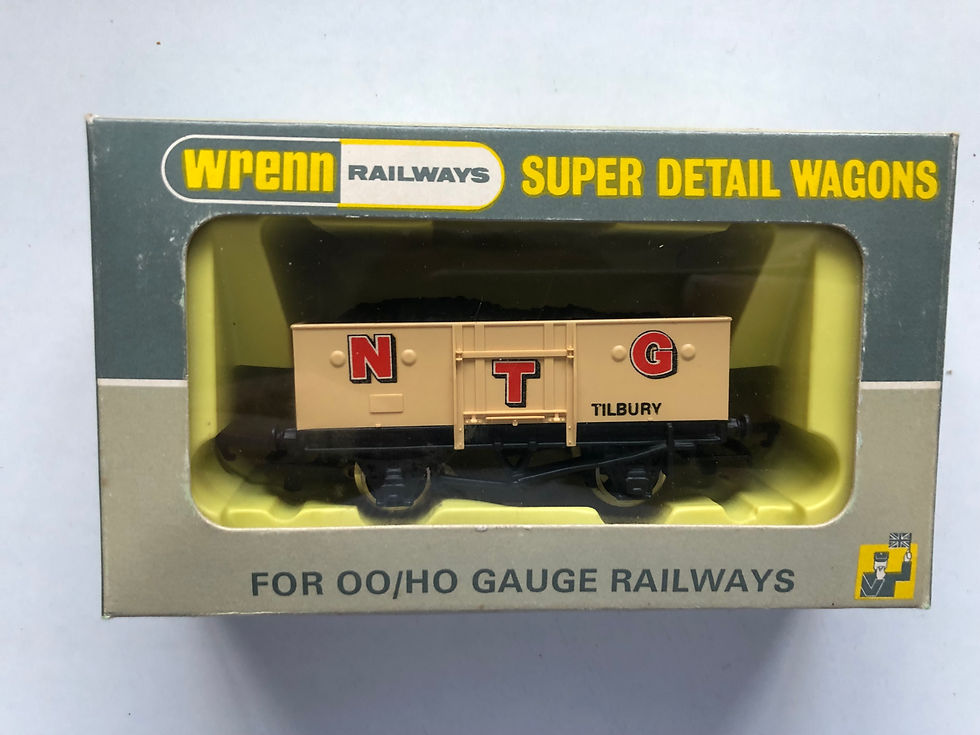 wrenn RAILWAYS SUPER DETAIL WAGONS
N T G
TILBURY
FOR OO/HO GAUGE RAILWAYS